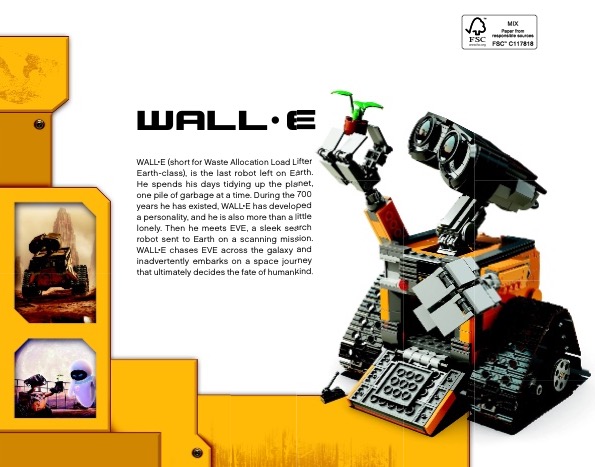 MIX
Paper from
responsible sources
FSC™ C117818
FSC
www.fsc.org
WALL•E
WALL•E (short for Waste Allocation Load Lifter
Earth-class), is the last robot left on Earth.
He spends his days tidying up the planet,
one pile of garbage at a time. During the 700
years he has existed, WALL•E has developed
a personality, and he is also more than a little
lonely. Then he meets EVE, a sleek search
robot sent to Earth on a scanning mission.
WALL•E chases EVE across the galaxy and
inadvertently embarks on a space journey
that ultimately decides the fate of humankind.